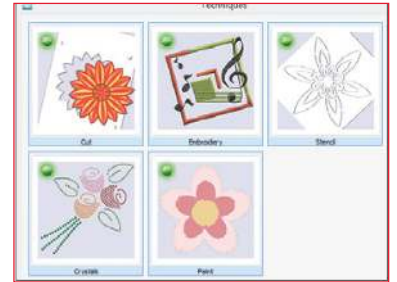 Techniques
Cut
Embroidery
Stencil
Crystals
Paint